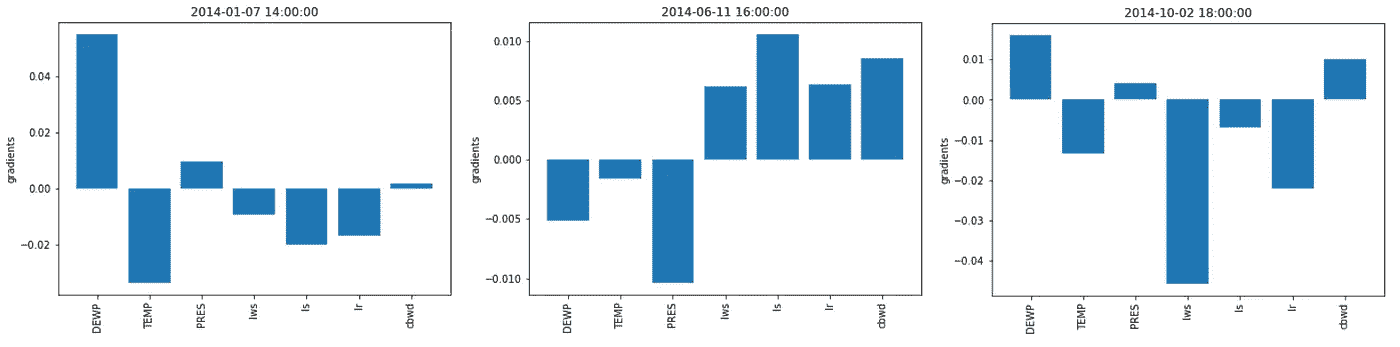 2014-01-07 14:00:00
gradients
0.04
0.02
0.00
−0.02
DEWP
TEMP
PRES
Iws
Is
Ir
cbwd
2014-06-11 16:00:00
gradients
0.010
0.005
0.000
−0.005
−0.010
DEWP
TEMP
PRES
Iws
Is
Ir
cbwd
2014-10-02 18:00:00
gradients
0.01
0.00
−0.01
−0.02
−0.03
−0.04
DEWP
TEMP
PRES
Iws
Is
Ir
cbwd